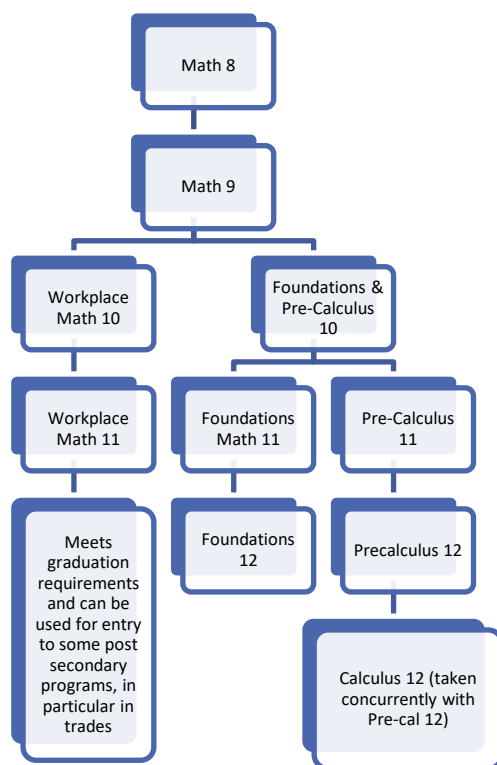 Math 8
Math 9
Workplace
Math 10
Foundations &
Pre-Calculus
10
Workplace
Math 11
Foundations
Math 11
Pre-Calculus
11
Meets
graduation
requirements
and can be
used for entry
to some post
secondary
programs, in
particular in
trades
Foundations
12
Precalculus 12
Calculus 12 (taken
concurrently with
Pre-cal 12)